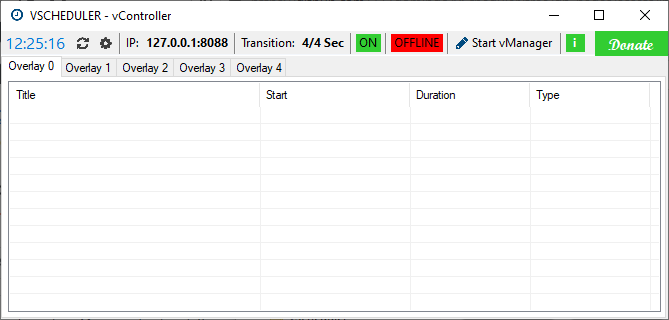 VSCHEDULER - vController
12:25:16 IP: 127.0.0.1:8088 Transition: 4/4 Sec ON OFFLINE Start vManager i Donate
Overlay 0 Overlay 1 Overlay 2 Overlay 3 Overlay 4
Title Start Duration Type